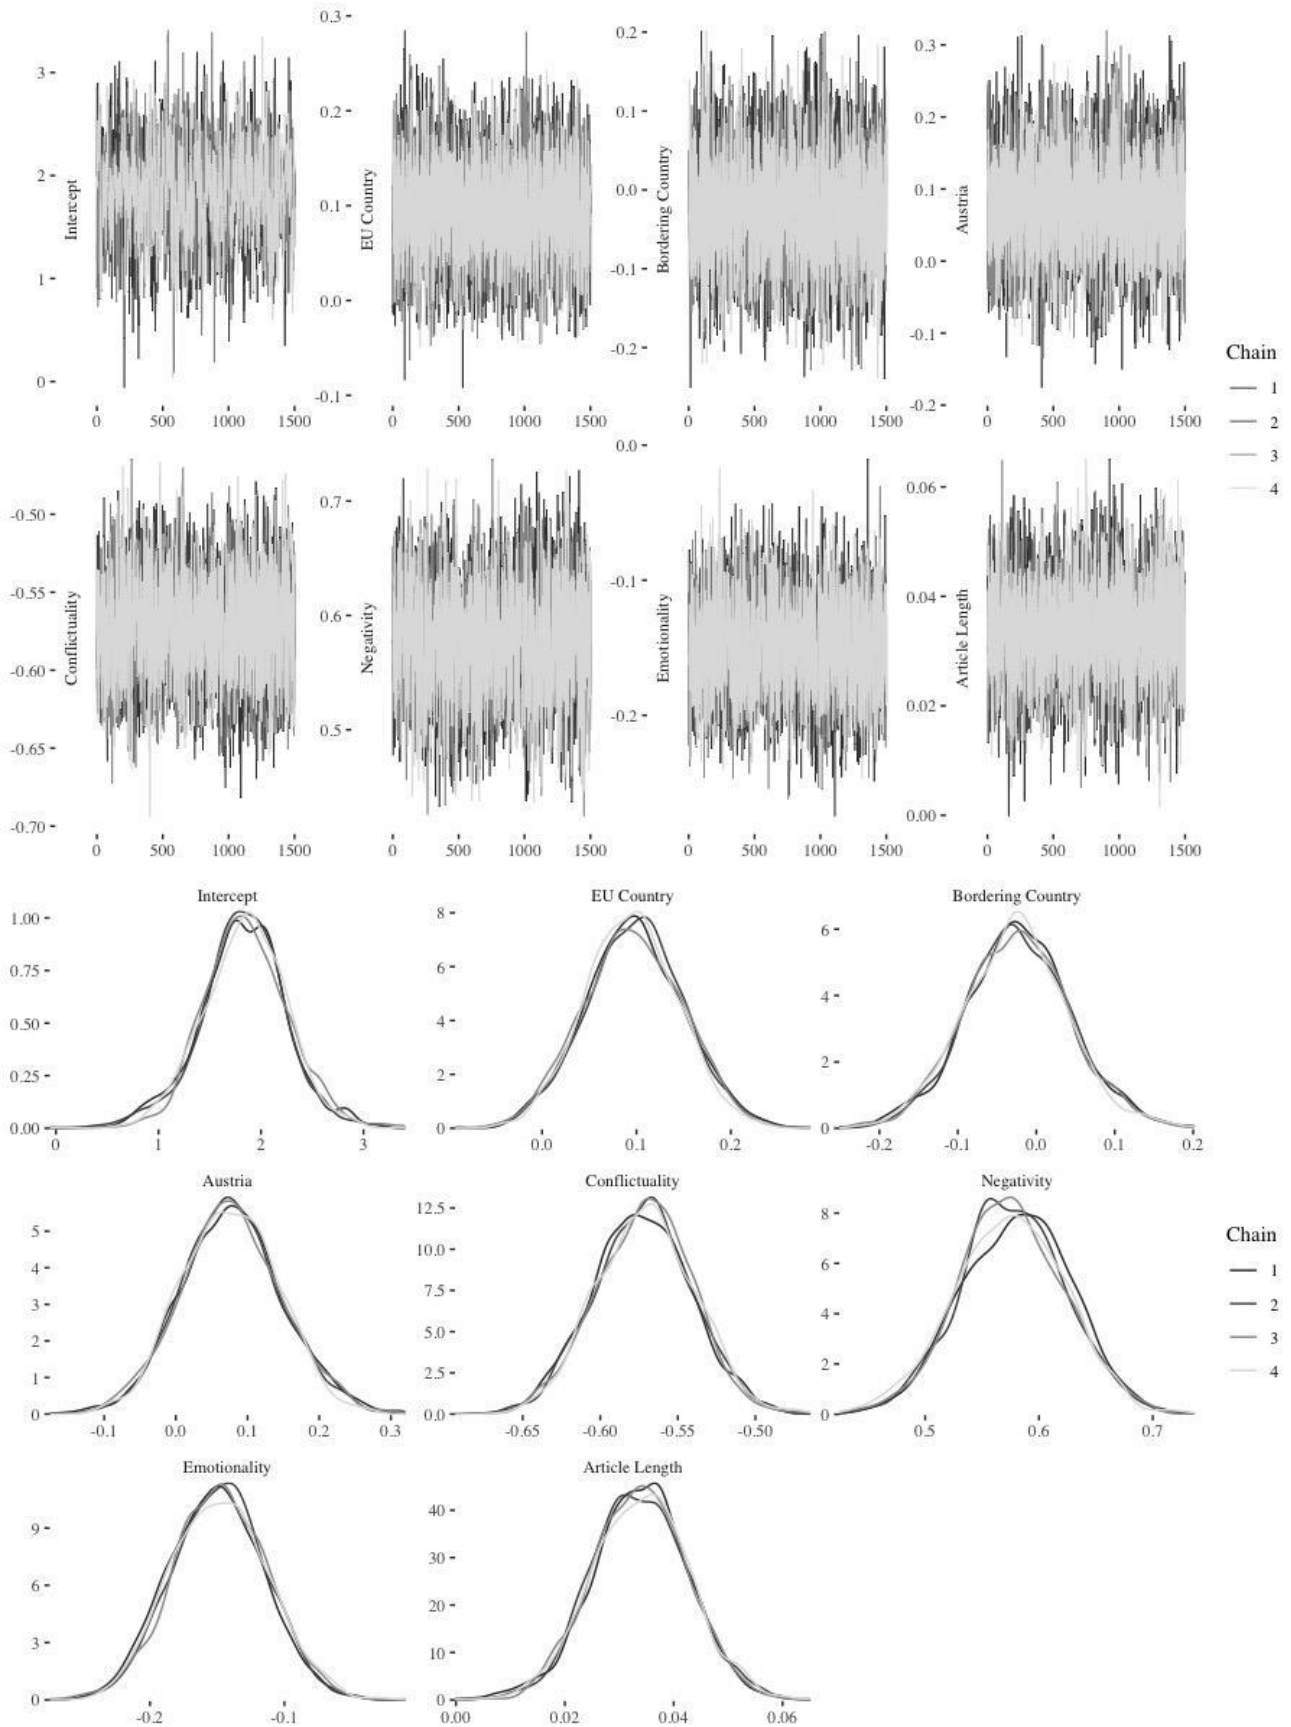 0.3
0.2
0.3
3
0.2
0.1
0.2
2
0.0
0.1
0.1
Intercept
EU Country
Bordering Country
Austria
1
-0.1
0.0
0.0
-0.2
-0.1
0
-0.1
-0.2
0 500 1000 1500
0 500 1000 1500
0 500 1000 1500
0 500 1000 1500
Chain
1
2
3
4
0.0
-0.50
0.7
0.06
-0.55
-0.1
0.6
0.04
-0.60
Conflictuality
Negativity
Emotionality
Article Length
-0.65
0.5
-0.2
0.02
-0.70
0.00
0 500 1000 1500
0 500 1000 1500
0 500 1000 1500
0 500 1000 1500
Intercept
1.00
0.75
0.50
0.25
0.00
0 1 2 3
EU Country
8
6
4
2
0
0.0 0.1 0.2
Bordering Country
6
4
2
0
-0.2 -0.1 0.0 0.1 0.2
Austria
5
4
3
2
1
0
-0.1 0.0 0.1 0.2 0.3
Conflictuality
12.5
10.0
7.5
5.0
2.5
0.0
-0.65 -0.60 -0.55 -0.50
Negativity
8
6
4
2
0
0.5 0.6 0.7
Chain
1
2
3
4
Emotionality
9
6
3
0
-0.2 -0.1
Article Length
40
30
20
10
0
0.00 0.02 0.04 0.06